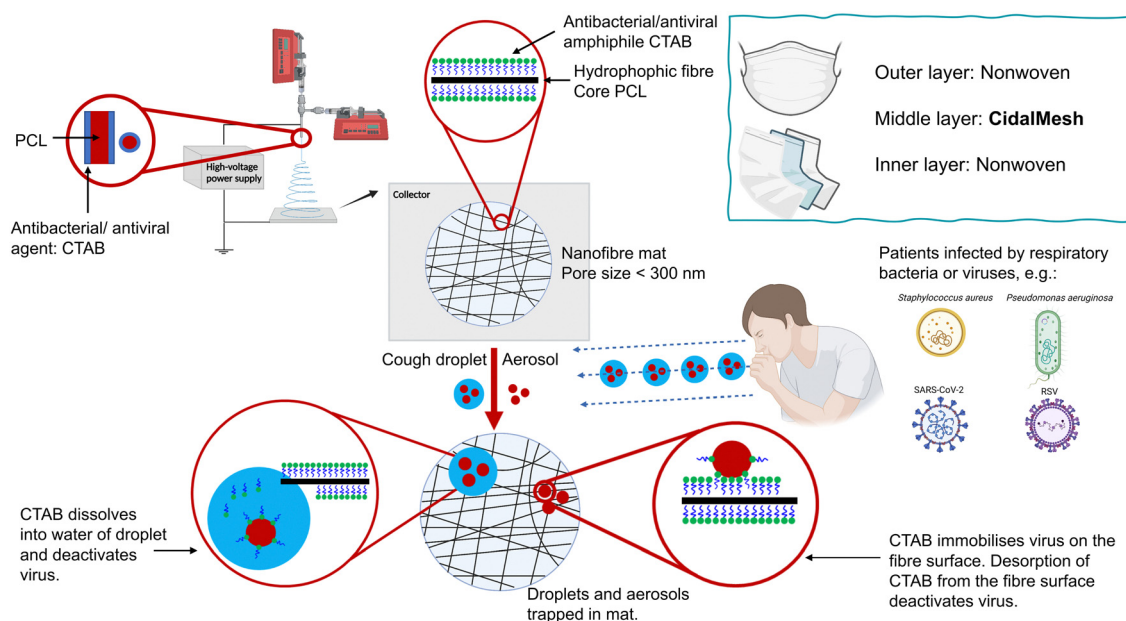 Antibacterial/antiviral
amphiphile CTAB
Hydrophophic fibre
Core PCL
PCL
High-voltage
power supply
Antibacterial/ antiviral
agent: CTAB
Collector
Nanofibre mat
Pore size < 300 nm
Outer layer: Nonwoven
Middle layer: CidalMesh
Inner layer: Nonwoven
Patients infected by respiratory
bacteria or viruses, e.g.:
Staphylococcus aureus
Pseudomonas aeruginosa
SARS-CoV-2
RSV
Cough droplet
Aerosol
CTAB dissolves
into water of droplet
and deactivates
virus.
Droplets and aerosols
trapped in mat.
CTAB immobilises virus on the
fibre surface. Desorption of
CTAB from the fibre surface
deactivates virus.